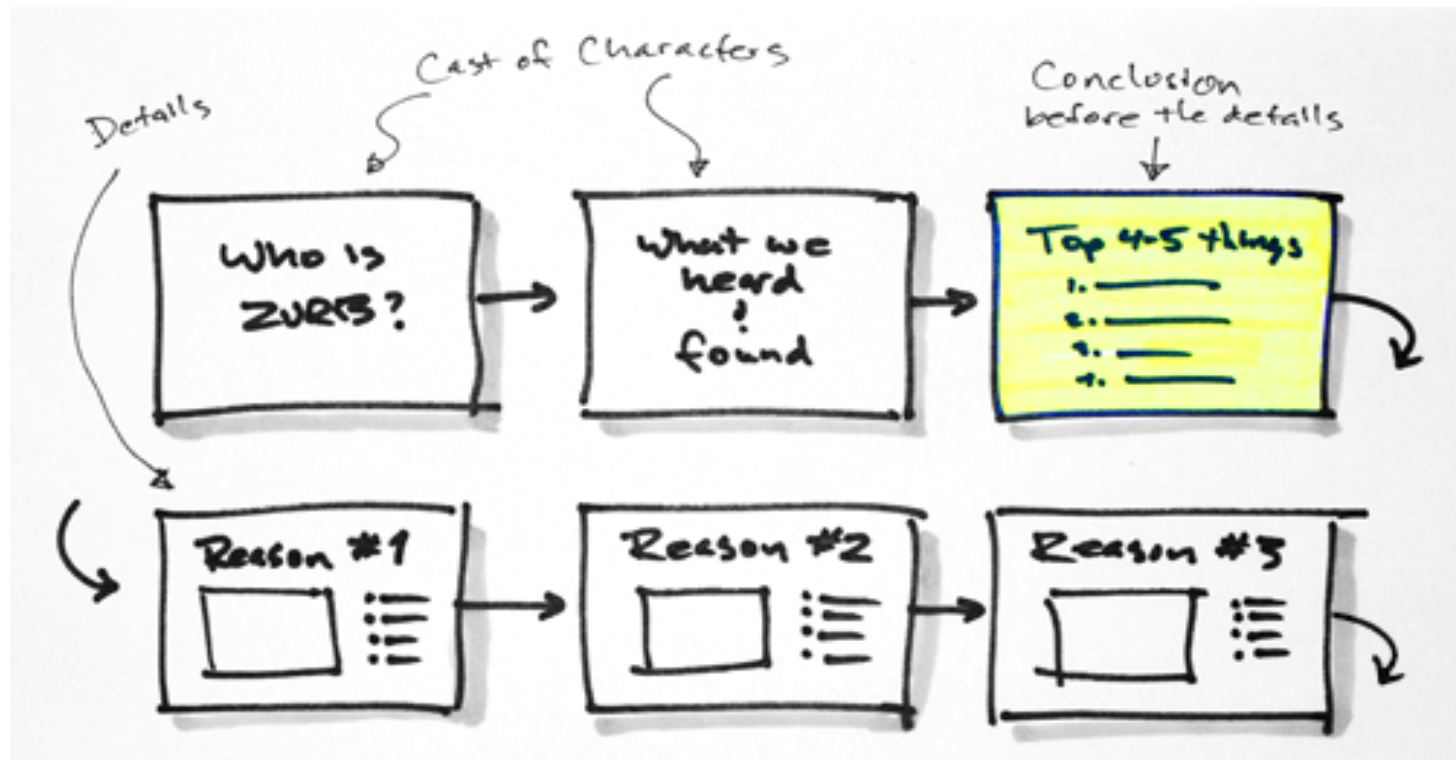 Cast of Characters
Conclusion
before the details
Details
Who is
ZURB?
What we
heard
&
found
Top 4-5 things
1.
2.
3.
4.
Reason #1
Reason #2
Reason #3